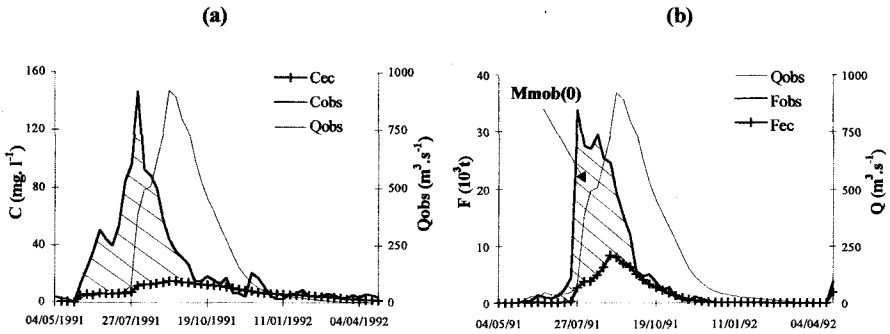 (a)
160
120
80
40
0
C (mg. l⁻¹)
Cec
Cobs
Qobs
1000
750
500
250
0
Qobs (m³.s⁻¹)
04/05/1991
27/07/1991
19/10/1991
11/01/1992
04/04/1992
(b)
40
30
20
10
0
F (10³t)
Mmob(0)
Qobs
Fobs
Fec
1000
750
500
250
0
Q (m³.s⁻¹)
04/05/91
27/07/91
19/10/91
11/01/92
04/04/92